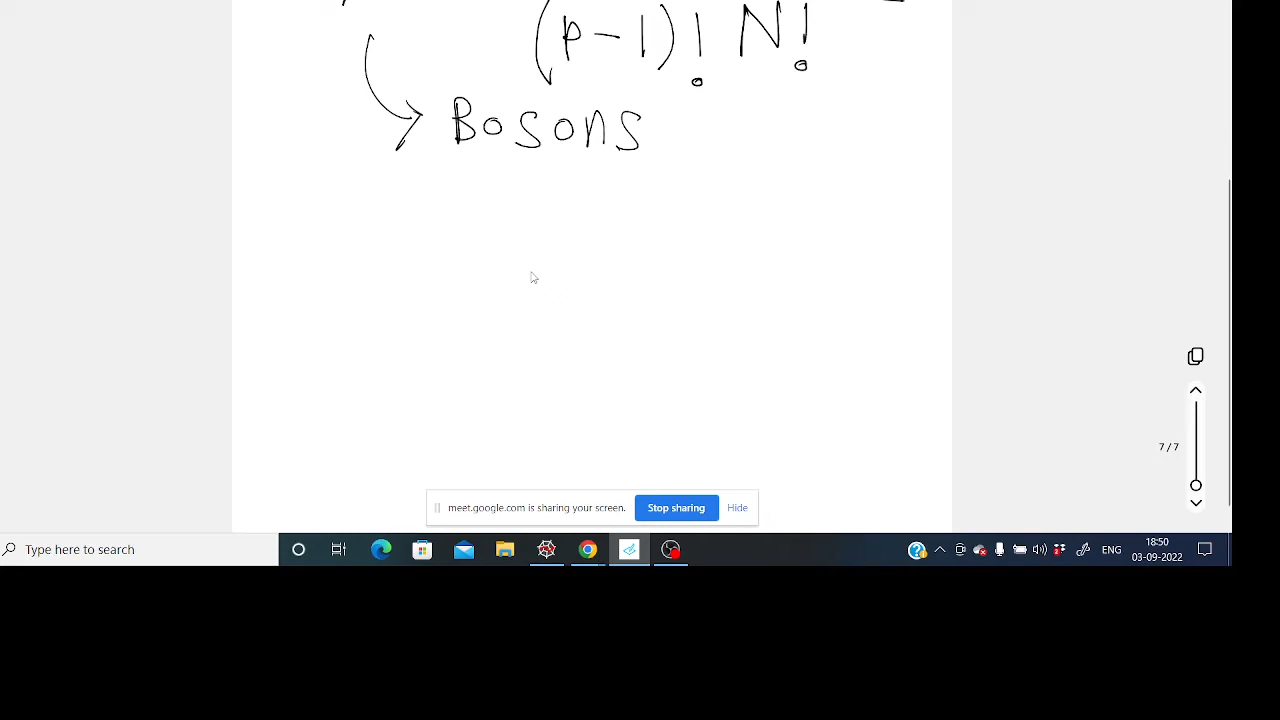 (p-1)! N!
Bosons
7/7
meet.google.com is sharing your screen. Stop sharing Hide
Type here to search
ENG
18:50
03-09-2022